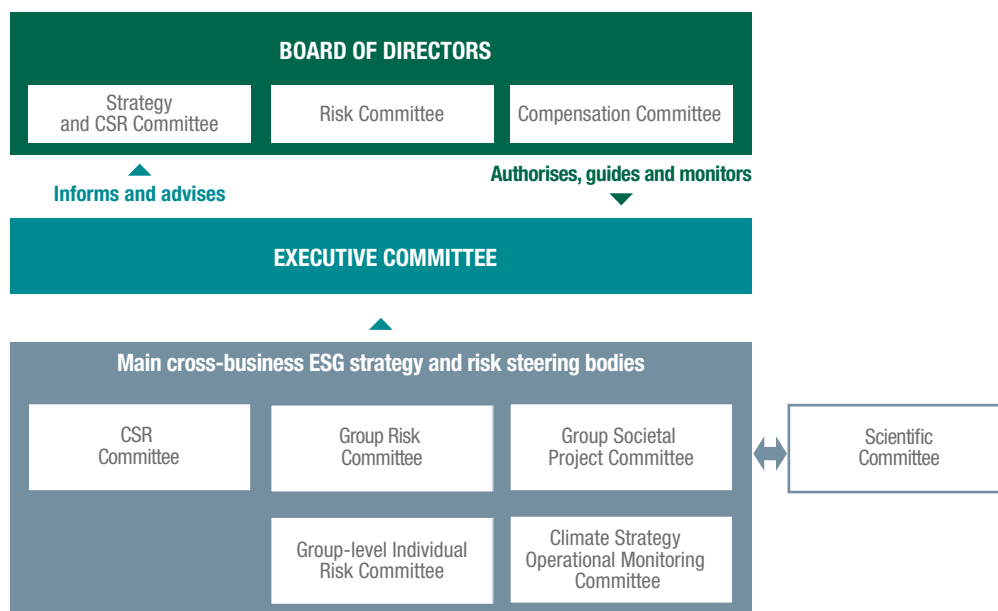 BOARD OF DIRECTORS
Strategy
and CSR Committee
Risk Committee
Compensation Committee
Informs and advises
Authorises, guides and monitors
EXECUTIVE COMMITTEE
Main cross-business ESG strategy and risk steering bodies
CSR
Committee
Group Risk
Committee
Group Societal
Project Committee
Scientific
Committee
Group-level Individual
Risk Committee
Climate Strategy
Operational Monitoring
Committee